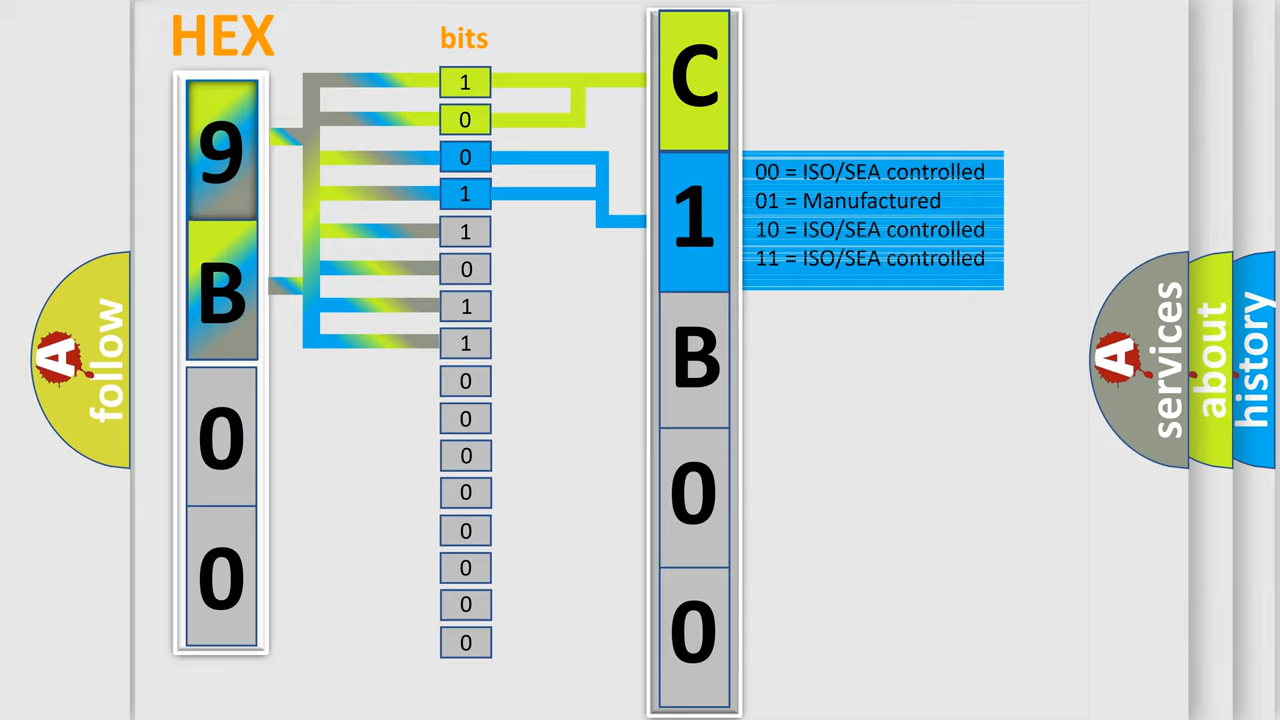 HEX
bits
9
B
0
0
1
0
0
1
1
0
1
1
0
0
0
0
0
0
0
0
C
1
B
0
0
00 = ISO/SEA controlled
01 = Manufactured
10 = ISO/SEA controlled
11 = ISO/SEA controlled
A
follow
A
services
about
history